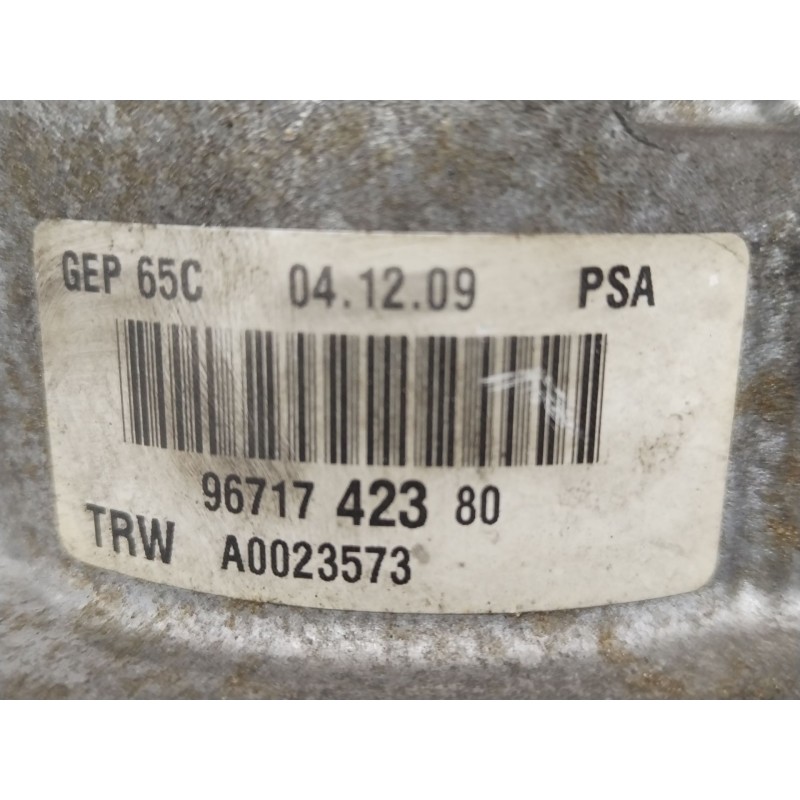 GEP 65C 04.12.09 PSA
96717 423 80
TRW A0023573